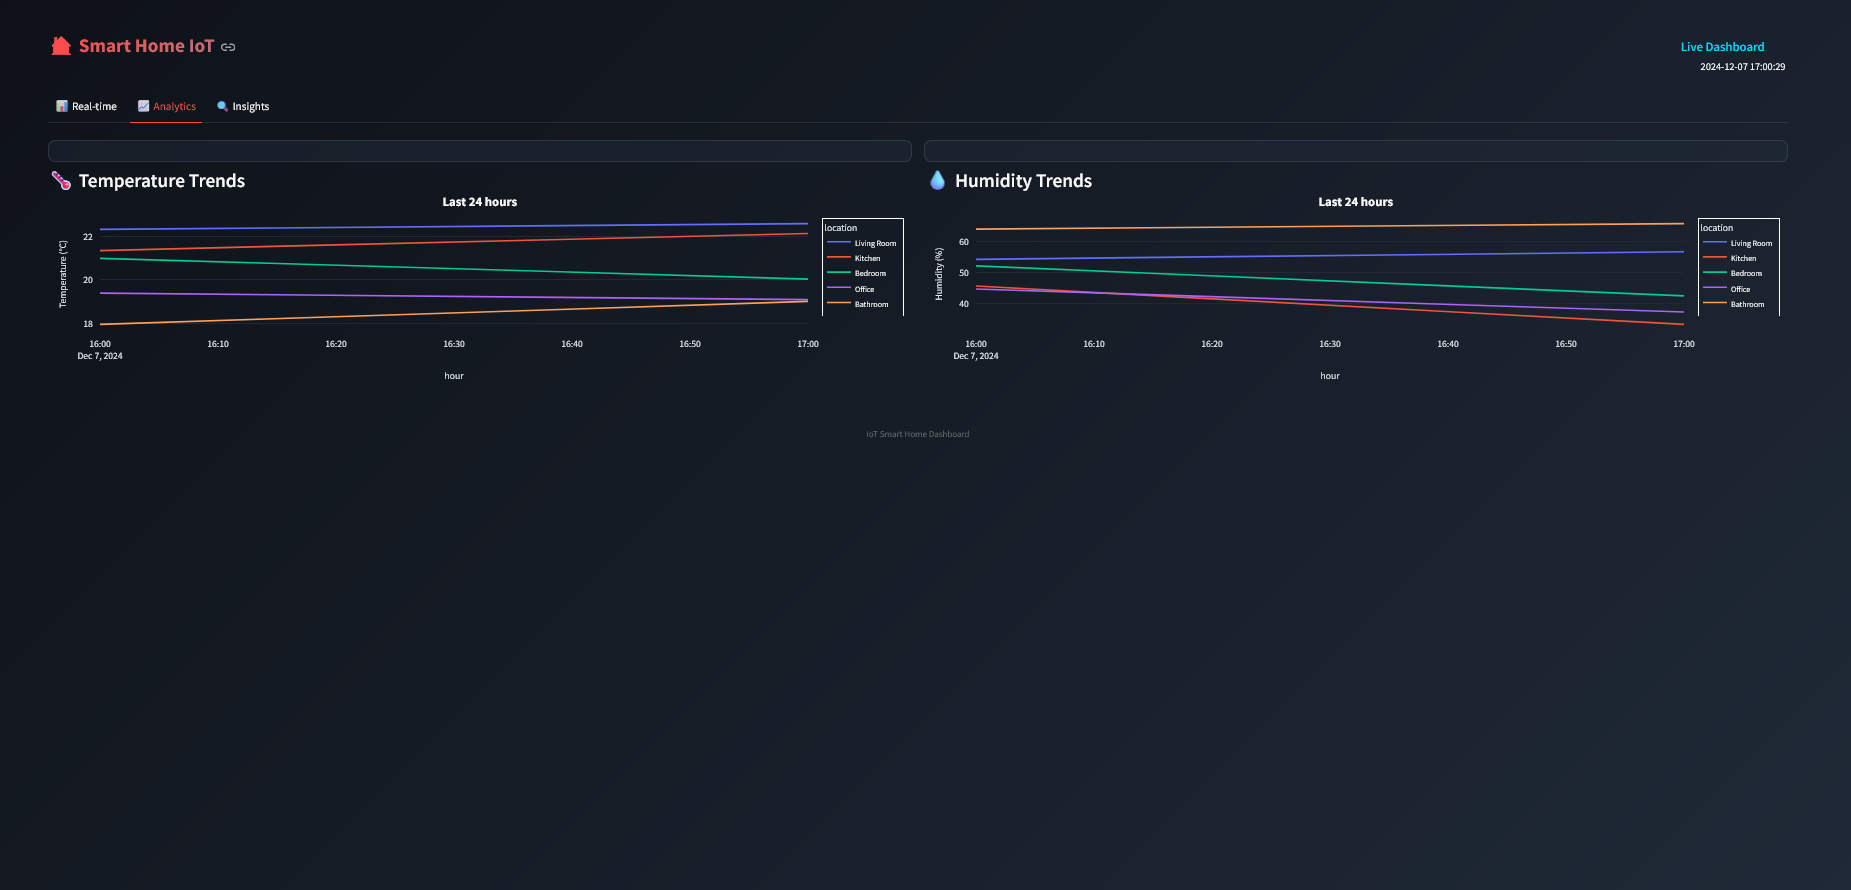 Smart Home IoT
Live Dashboard
2024-12-07 17:00:29
Real-time
Analytics
Insights
Temperature Trends
Last 24 hours
Temperature (°C)
22
20
18
16:00
16:10
16:20
16:30
16:40
16:50
17:00
Dec 7, 2024
hour
location
Living Room
Kitchen
Bedroom
Office
Bathroom
Humidity Trends
Last 24 hours
Humidity (%)
60
50
40
16:00
16:10
16:20
16:30
16:40
16:50
17:00
Dec 7, 2024
hour
location
Living Room
Kitchen
Bedroom
Office
Bathroom
IoT Smart Home Dashboard